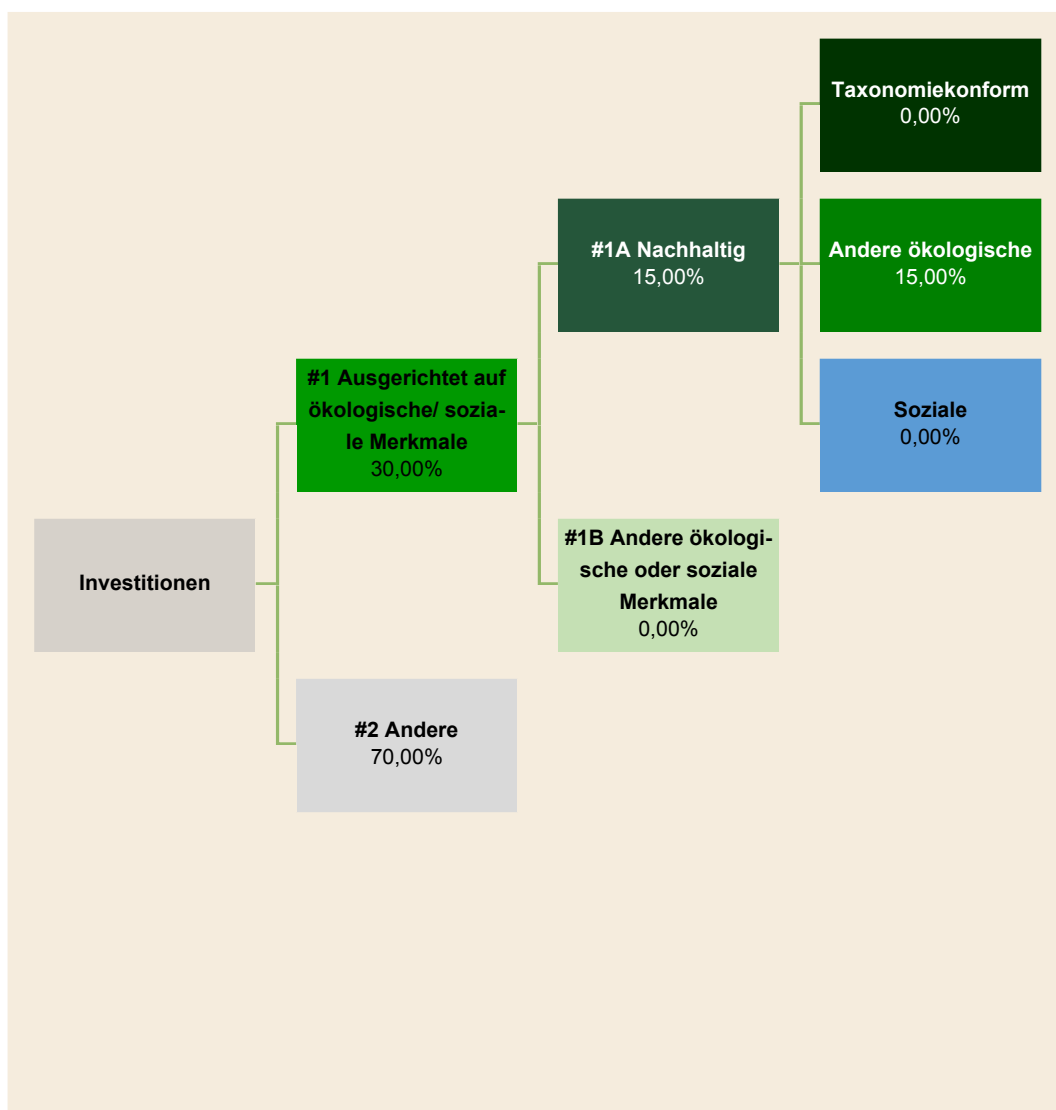 Taxonomiekonform
0,00%
#1A Nachhaltig
15,00%
Andere ökologische
15,00%
#1 Ausgerichtet auf
ökologische/ sozia-
le Merkmale
30,00%
Soziale
0,00%
Investitionen
#1B Andere ökologi-
sche oder soziale
Merkmale
0,00%
#2 Andere
70,00%